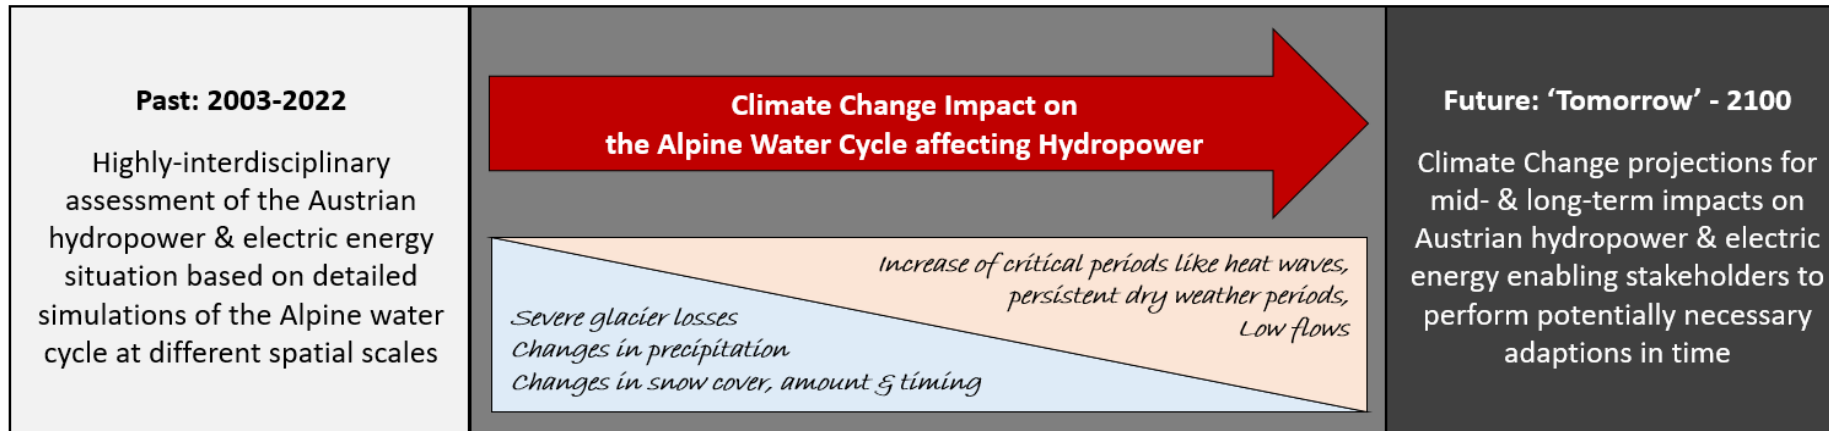 Past: 2003-2022
Highly-interdisciplinary
assessment of the Austrian
hydropower & electric energy
situation based on detailed
simulations of the Alpine water
cycle at different spatial scales
Climate Change Impact on
the Alpine Water Cycle affecting Hydropower
Increase of critical periods like heat waves,
persistent dry weather periods,
Low flows
Severe glacier losses
Changes in precipitation
Changes in snow cover, amount & timing
Future: ‘Tomorrow’ - 2100
Climate Change projections for
mid- & long-term impacts on
Austrian hydropower & electric
energy enabling stakeholders to
perform potentially necessary
adaptions in time